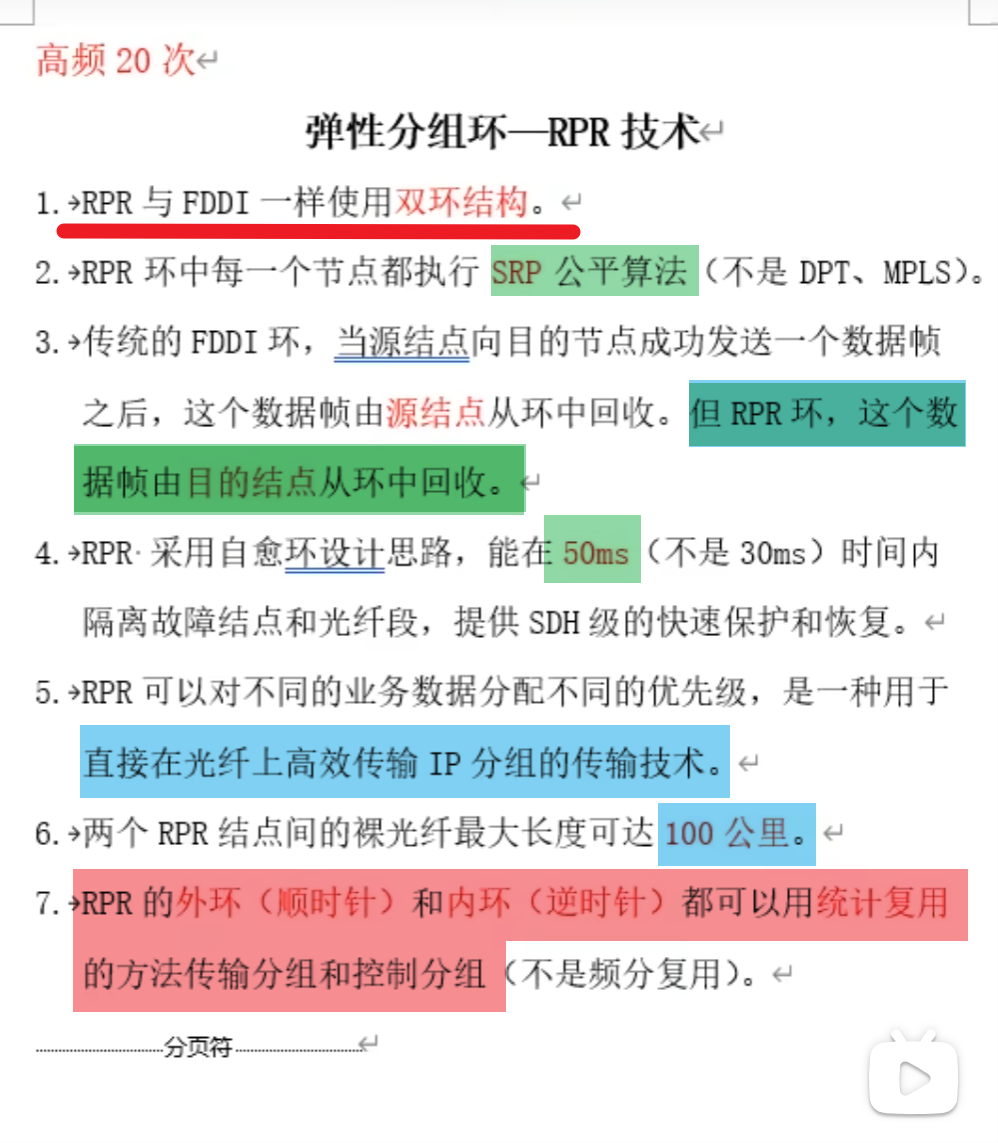 高频 20 次↵
弹性分组环—RPR 技术↵
1.→RPR 与 FDDI 一样使用双环结构。↵
2.→RPR 环中每一个节点都执行 SRP 公平算法（不是 DPT、MPLS）。
3.→传统的 FDDI 环，当源结点向目的节点成功发送一个数据帧
之后，这个数据帧由源结点从环中回收。但 RPR 环，这个数
据帧由目的结点从环中回收。↵
4.→RPR· 采用自愈环设计思路，能在 50ms（不是 30ms）时间内
隔离故障结点和光纤段，提供 SDH 级的快速保护和恢复。↵
5.→RPR 可以对不同的业务数据分配不同的优先级，是一种用于
直接在光纤上高效传输 IP 分组的传输技术。↵
6.→两个 RPR 结点间的裸光纤最大长度可达 100 公里。↵
7.→RPR 的外环（顺时针）和内环（逆时针）都可以用统计复用
的方法传输分组和控制分组（不是频分复用）。↵
分页符↵